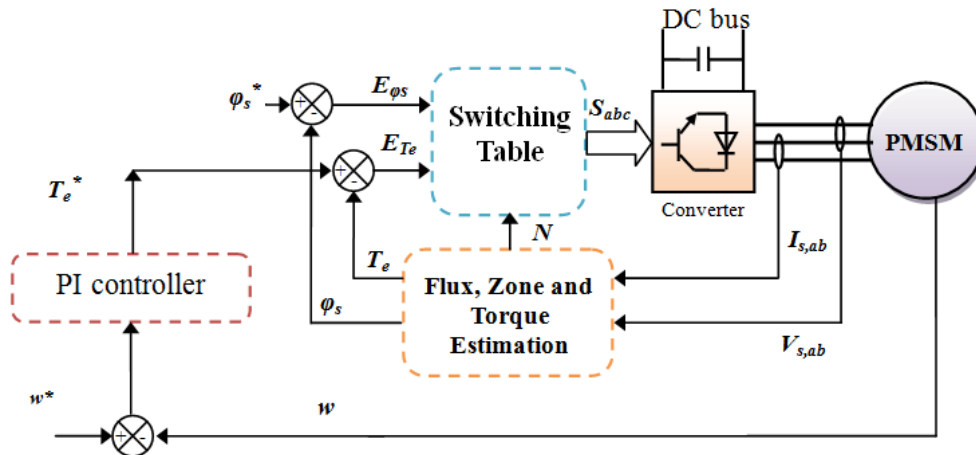 DC bus
φs*
+
-
Eφs
Switching
Table
Sabc
PMSM
ETe
+
-
Te*
Converter
N
Is,ab
PI controller
Te
Flux, Zone and
Torque
Estimation
φs
Vs,ab
w*
w
+
-